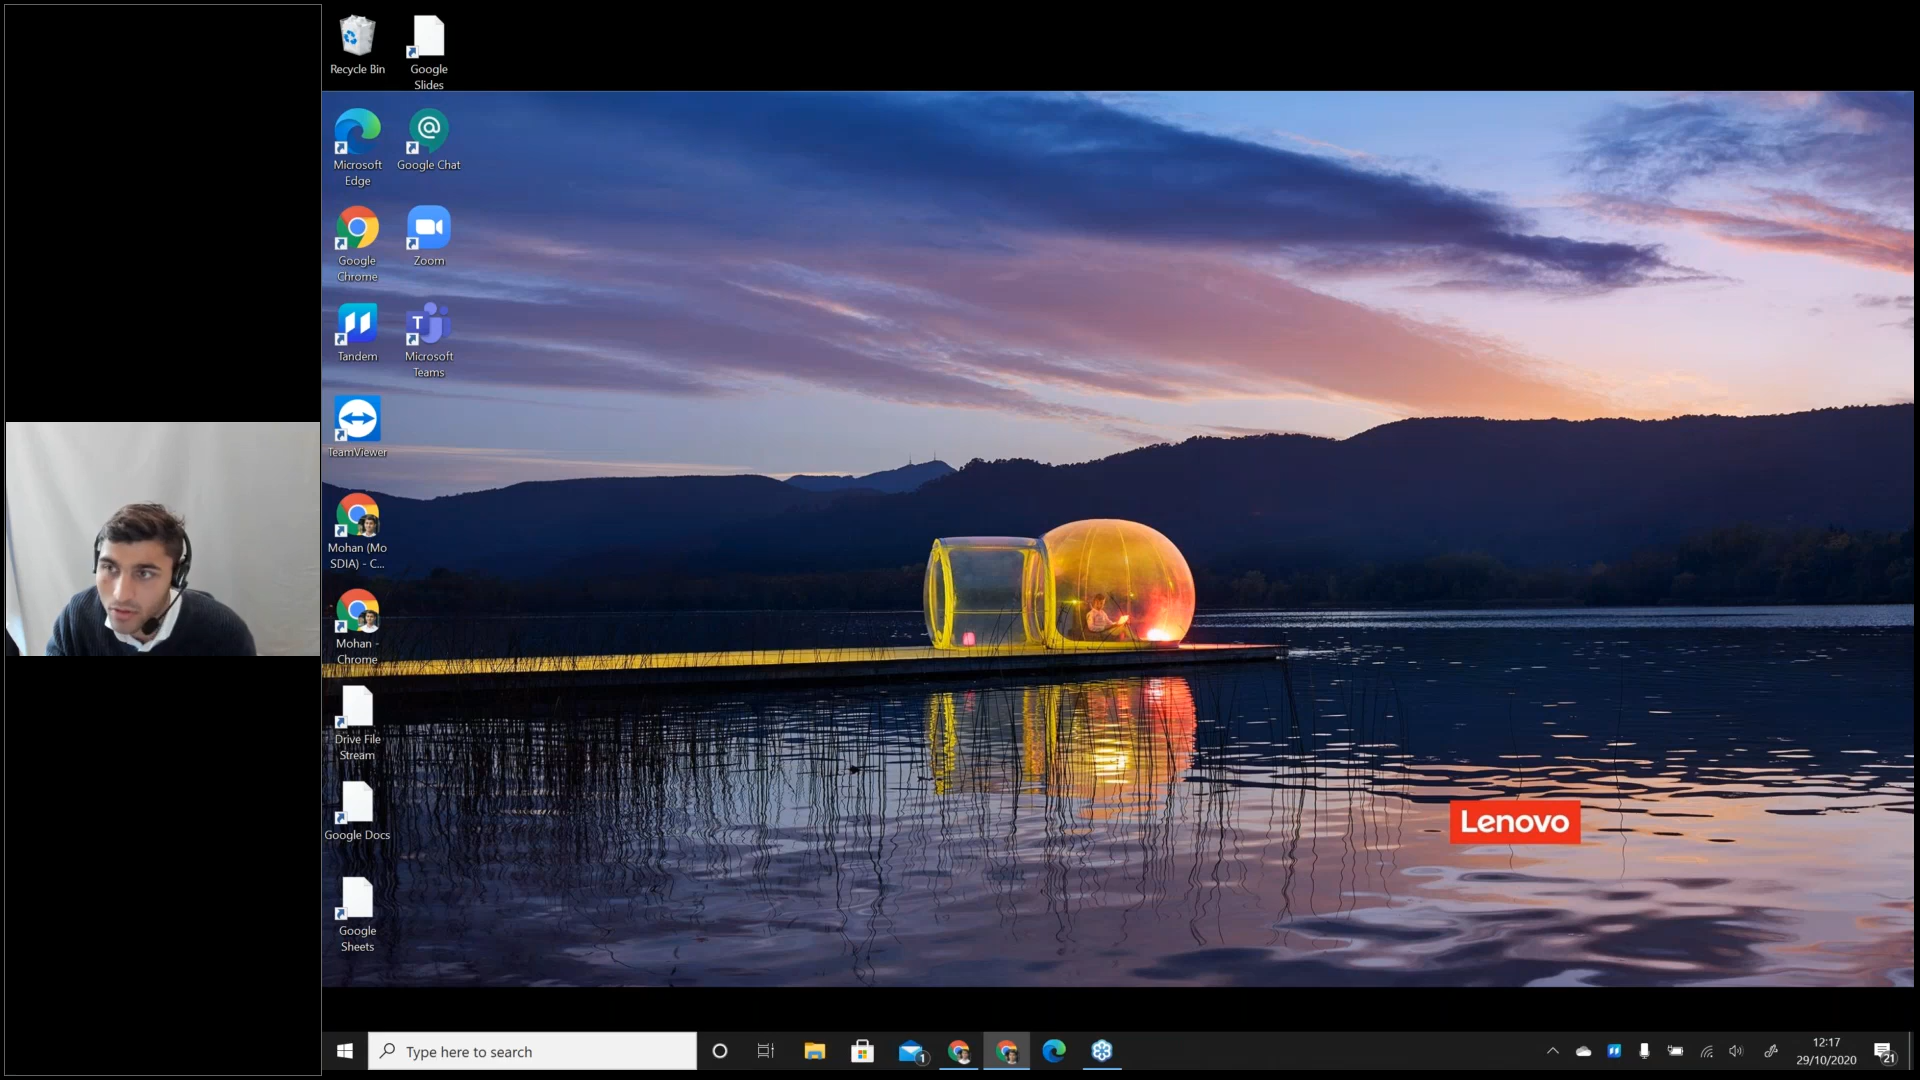 Recycle Bin
Google
Slides
Microsoft
Edge
Google Chat
Google
Chrome
Zoom
Tandem
T
Microsoft
Teams
TeamViewer
Mohan (Mo
SDIA) - C...
Mohan -
Chrome
Drive File
Stream
Google Docs
Google
Sheets
Lenovo
Type here to search
1
12:17
29/10/2020
21